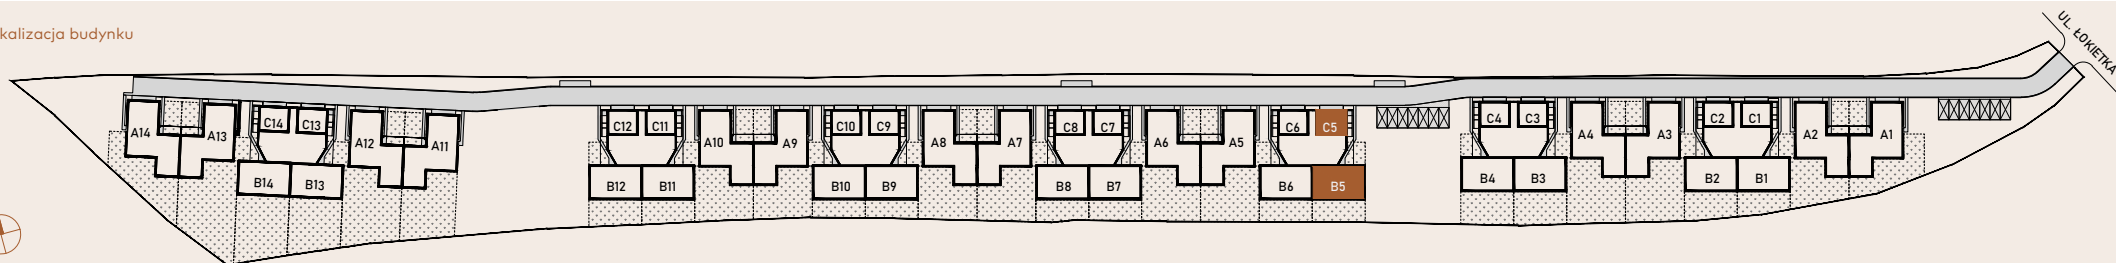 kalizacja budynku
UL. ŁOKIETKA
A14
A13
C14
C13
B14
B13
A12
A11
C12
C11
B12
B11
A10
A9
C10
C9
B10
B9
A8
A7
C8
C7
B8
B7
A6
A5
C6
C5
B6
B5
C4
C3
B4
B3
A4
A3
C2
C1
B2
B1
A2
A1